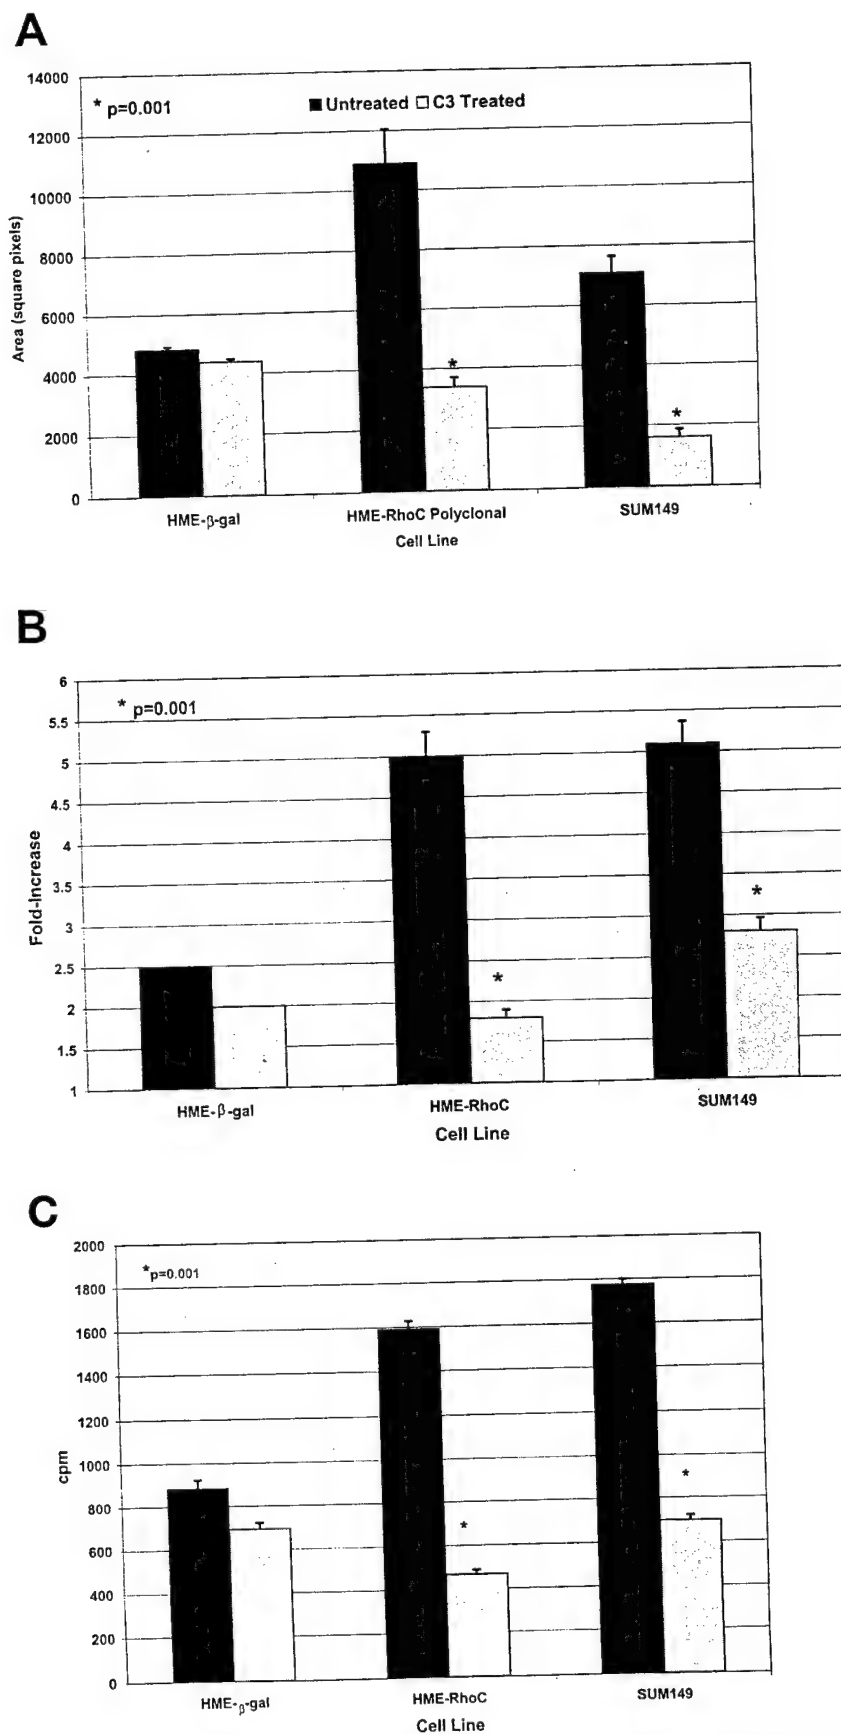 A
14000
12000
10000
8000
6000
4000
2000
0
Area (square pixels)
* p=0.001
Untreated C3 Treated
*
*
HME-β-gal HME-RhoC Polyclonal SUM149
Cell Line
B
6
5.5
5
4.5
4
3.5
3
2.5
2
1.5
1
Fold-Increase
* p=0.001
*
*
HME-β-gal HME-RhoC SUM149
Cell Line
C
2000
1800
1600
1400
1200
1000
800
600
400
200
0
cpm
*p=0.001
*
*
HME-β-gal HME-RhoC SUM149
Cell Line